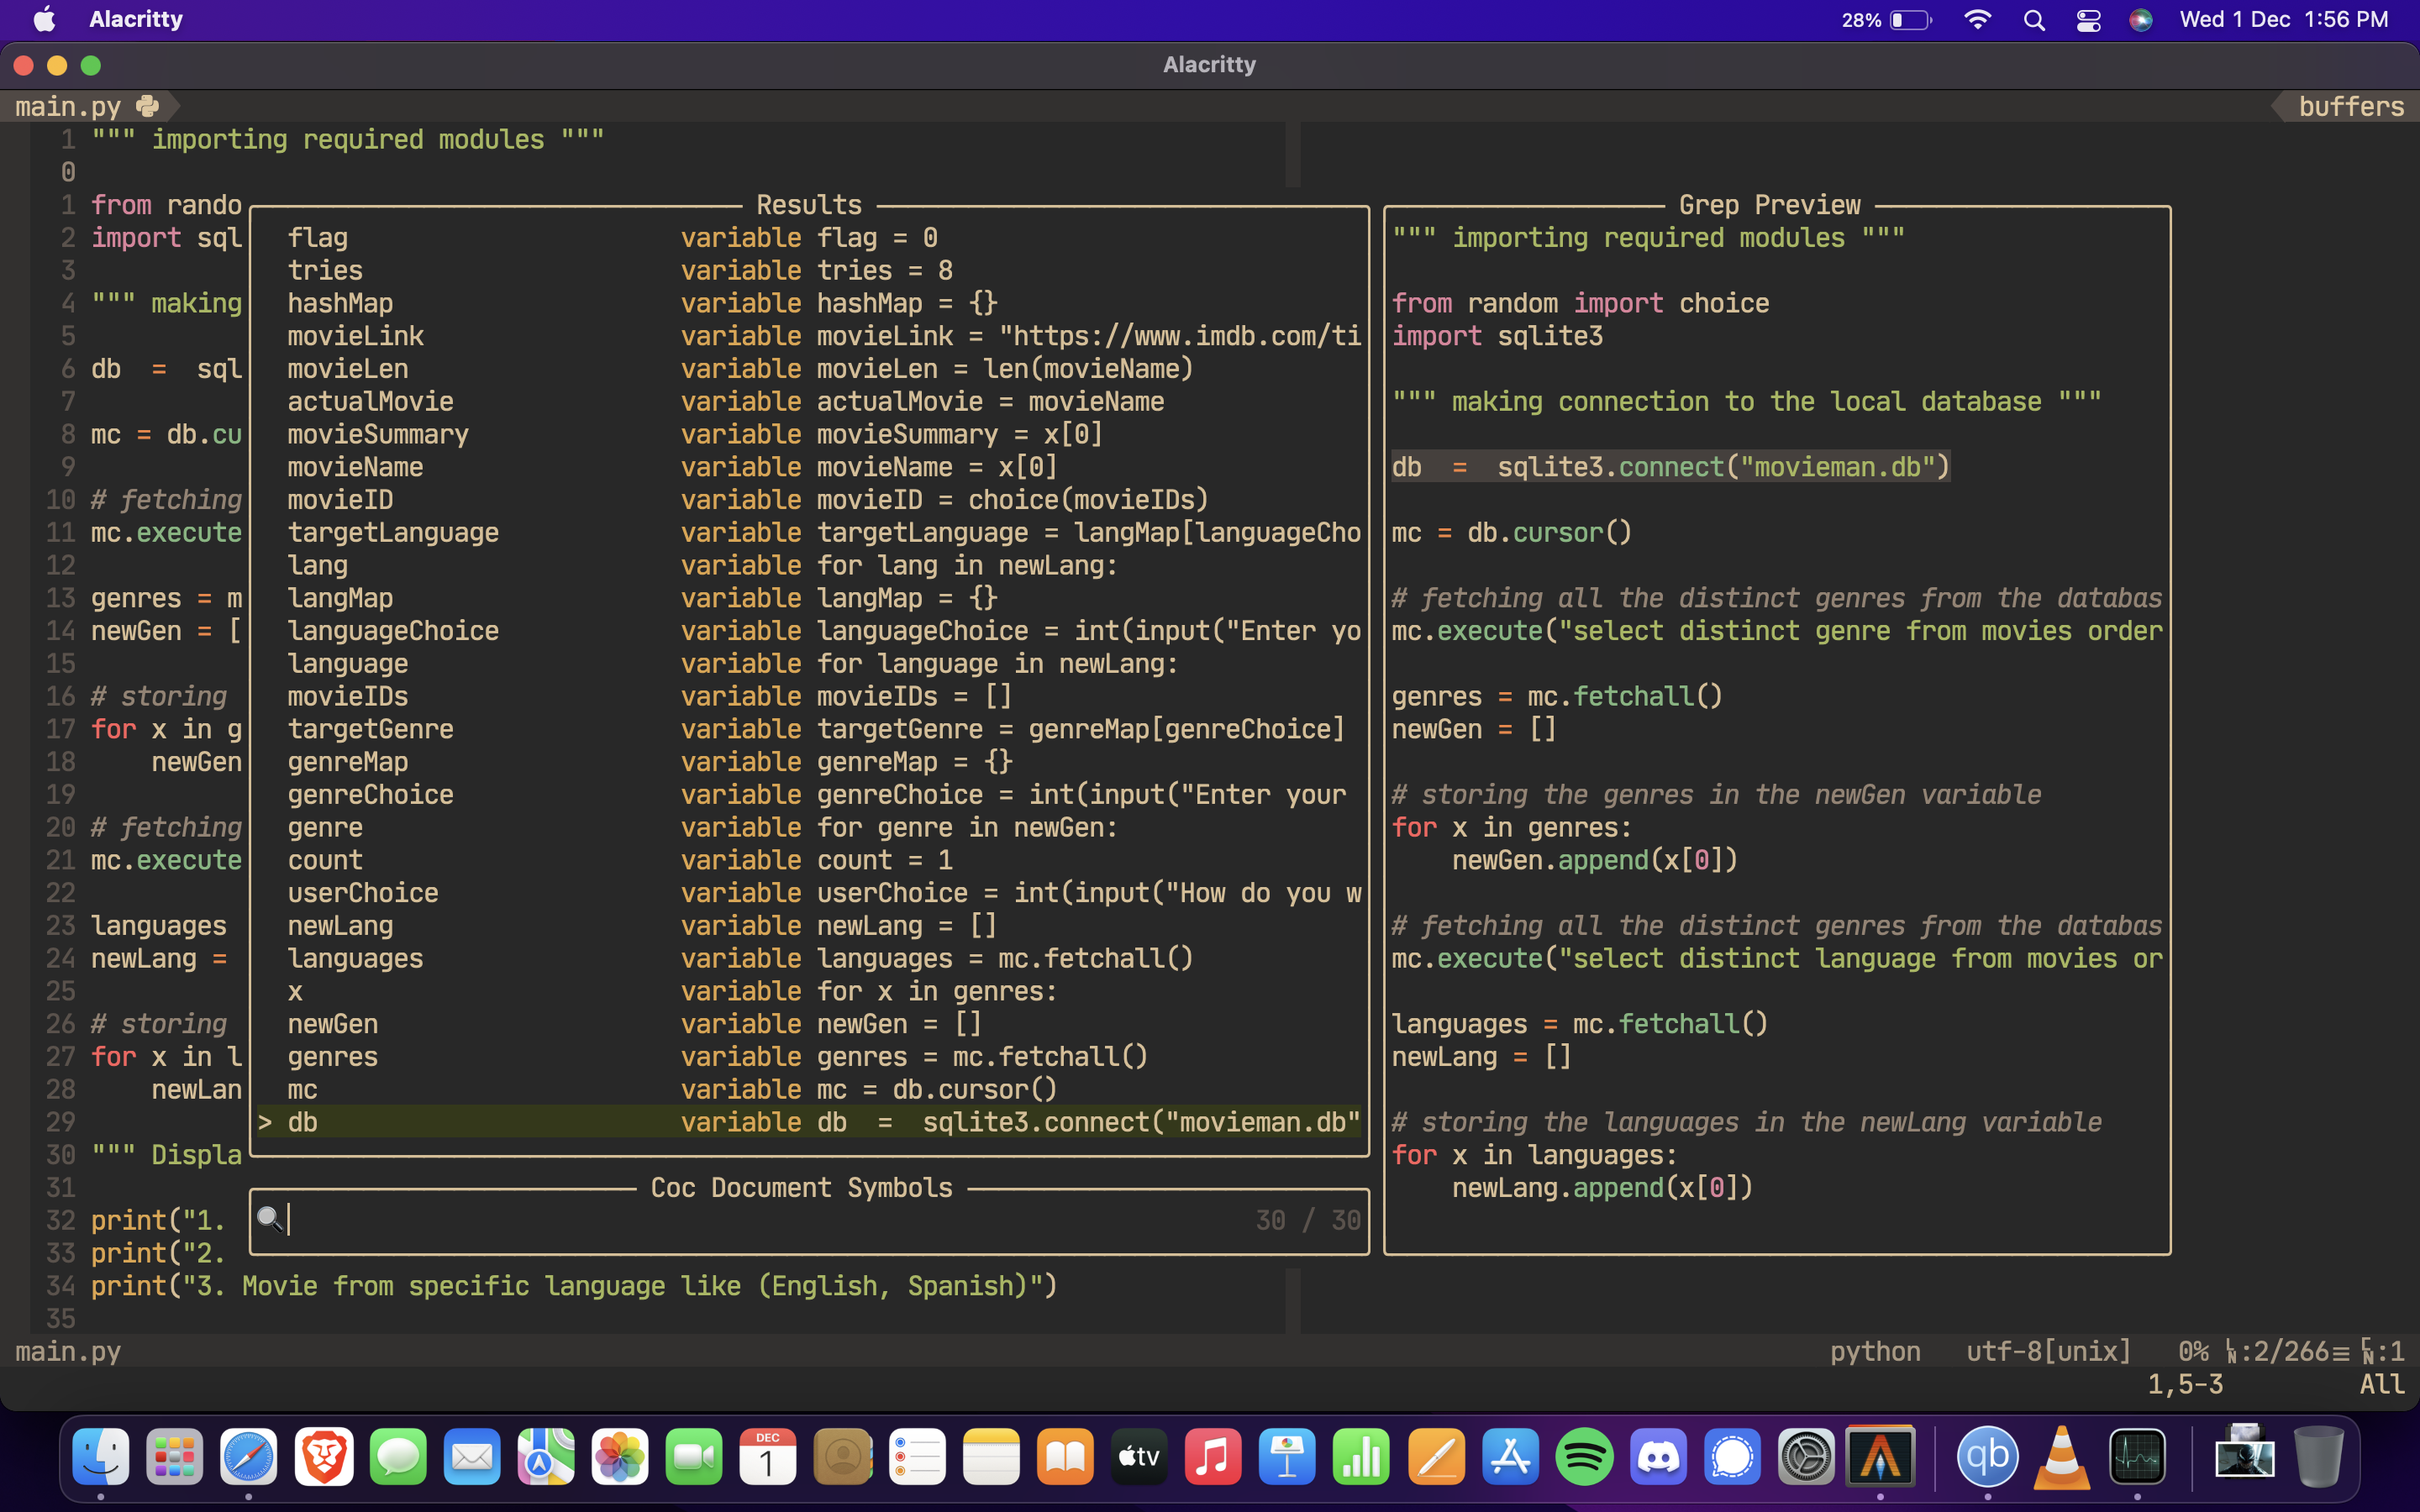 Alacritty 28% Wed 1 Dec 1:56 PM
Alacritty
main.py buffers
1 """ importing required modules """
0
1 from rando
2 import sql
3
4 """ making
5
6 db  =  sql
7
8 mc = db.cu
9
10 # fetching
11 mc.execute
12
13 genres = m
14 newGen = [
15
16 # storing
17 for x in g
18     newGen
19
20 # fetching
21 mc.execute
22
23 languages
24 newLang =
25
26 # storing
27 for x in l
28     newLan
29
30 """ Displa
31
32 print("1.
33 print("2.
34 print("3. Movie from specific language like (English, Spanish)")
35
Results
flag variable flag = 0
tries variable tries = 8
hashMap variable hashMap = {}
movieLink variable movieLink = "https://www.imdb.com/ti
movieLen variable movieLen = len(movieName)
actualMovie variable actualMovie = movieName
movieSummary variable movieSummary = x[0]
movieName variable movieName = x[0]
movieID variable movieID = choice(movieIDs)
targetLanguage variable targetLanguage = langMap[languageCho
lang variable for lang in newLang:
langMap variable langMap = {}
languageChoice variable languageChoice = int(input("Enter yo
language variable for language in newLang:
movieIDs variable movieIDs = []
targetGenre variable targetGenre = genreMap[genreChoice]
genreMap variable genreMap = {}
genreChoice variable genreChoice = int(input("Enter your
genre variable for genre in newGen:
count variable count = 1
userChoice variable userChoice = int(input("How do you w
newLang variable newLang = []
languages variable languages = mc.fetchall()
x variable for x in genres:
newGen variable newGen = []
genres variable genres = mc.fetchall()
mc variable mc = db.cursor()
> db variable db  =  sqlite3.connect("movieman.db"
Coc Document Symbols
30 / 30
Grep Preview
""" importing required modules """
from random import choice
import sqlite3
""" making connection to the local database """
db  =  sqlite3.connect("movieman.db")
mc = db.cursor()
# fetching all the distinct genres from the databas
mc.execute("select distinct genre from movies order
genres = mc.fetchall()
newGen = []
# storing the genres in the newGen variable
for x in genres:
    newGen.append(x[0])
# fetching all the distinct genres from the databas
mc.execute("select distinct language from movies or
languages = mc.fetchall()
newLang = []
# storing the languages in the newLang variable
for x in languages:
    newLang.append(x[0])
main.py python utf-8[unix] 0% LN:2/266≡ CN:1
1,5-3 All
DEC
1
tv
qb